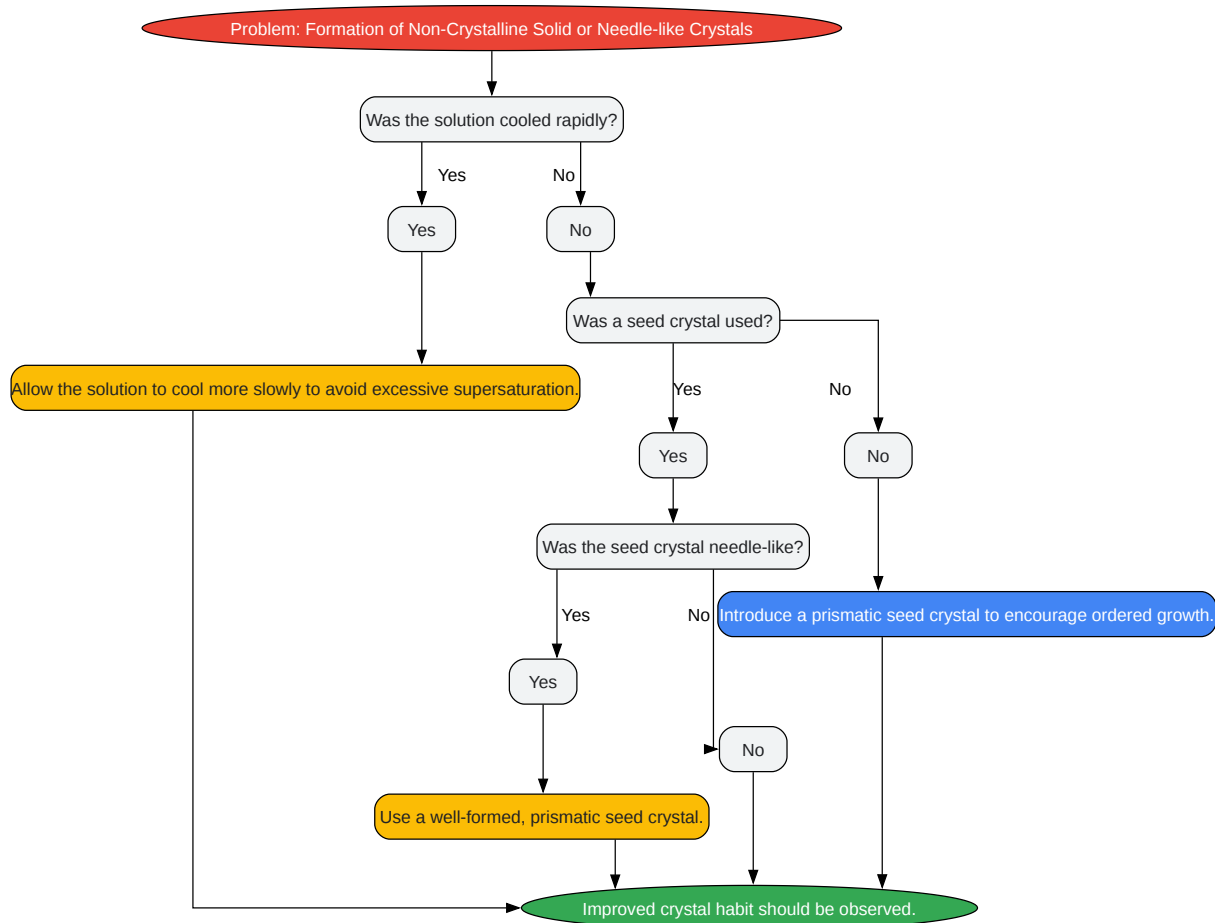 Problem: Formation of Non-Crystalline Solid or Needle-like Crystals
Was the solution cooled rapidly?
Yes
No
Yes
No
Was a seed crystal used?
Allow the solution to cool more slowly to avoid excessive supersaturation.
Yes
No
Yes
No
Was the seed crystal needle-like?
Yes
No
Introduce a prismatic seed crystal to encourage ordered growth.
Yes
No
Use a well-formed, prismatic seed crystal.
Improved crystal habit should be observed.